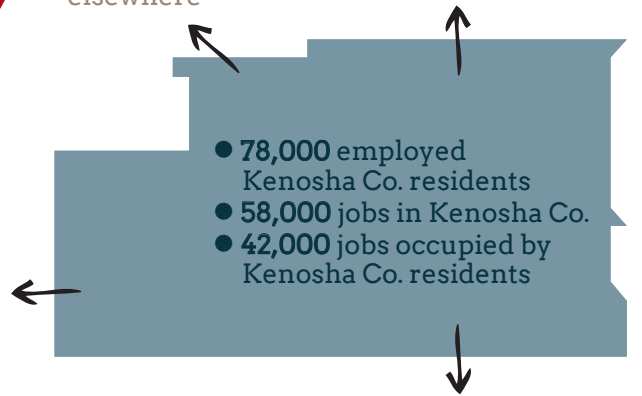 elsewhere
● 78,000 employed
Kenosha Co. residents
● 58,000 jobs in Kenosha Co.
● 42,000 jobs occupied by
Kenosha Co. residents